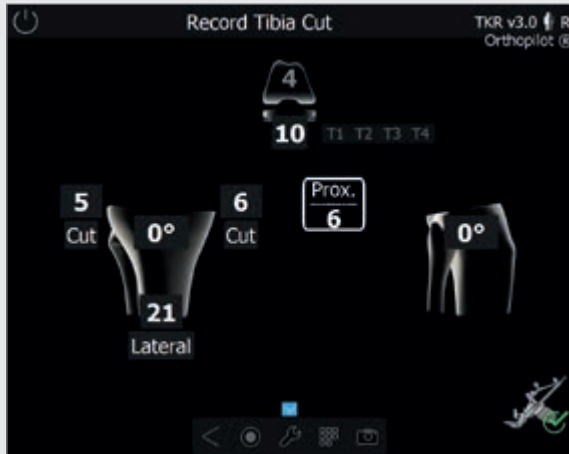 Record Tibia Cut
TKR v3.0 R
Orthopilot ®
4
10 T1 T2 T3 T4
5
Cut
0°
6
Cut
Prox.
6
0°
21
Lateral